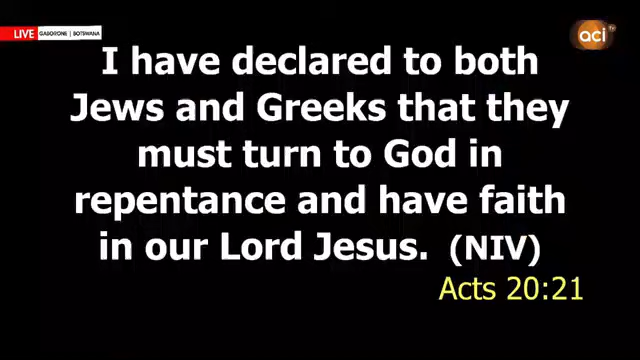 LIVE GABORONE | BOTSWANA
aci tv
I have declared to both
Jews and Greeks that they
must turn to God in
repentance and have faith
in our Lord Jesus. (NIV)
Acts 20:21